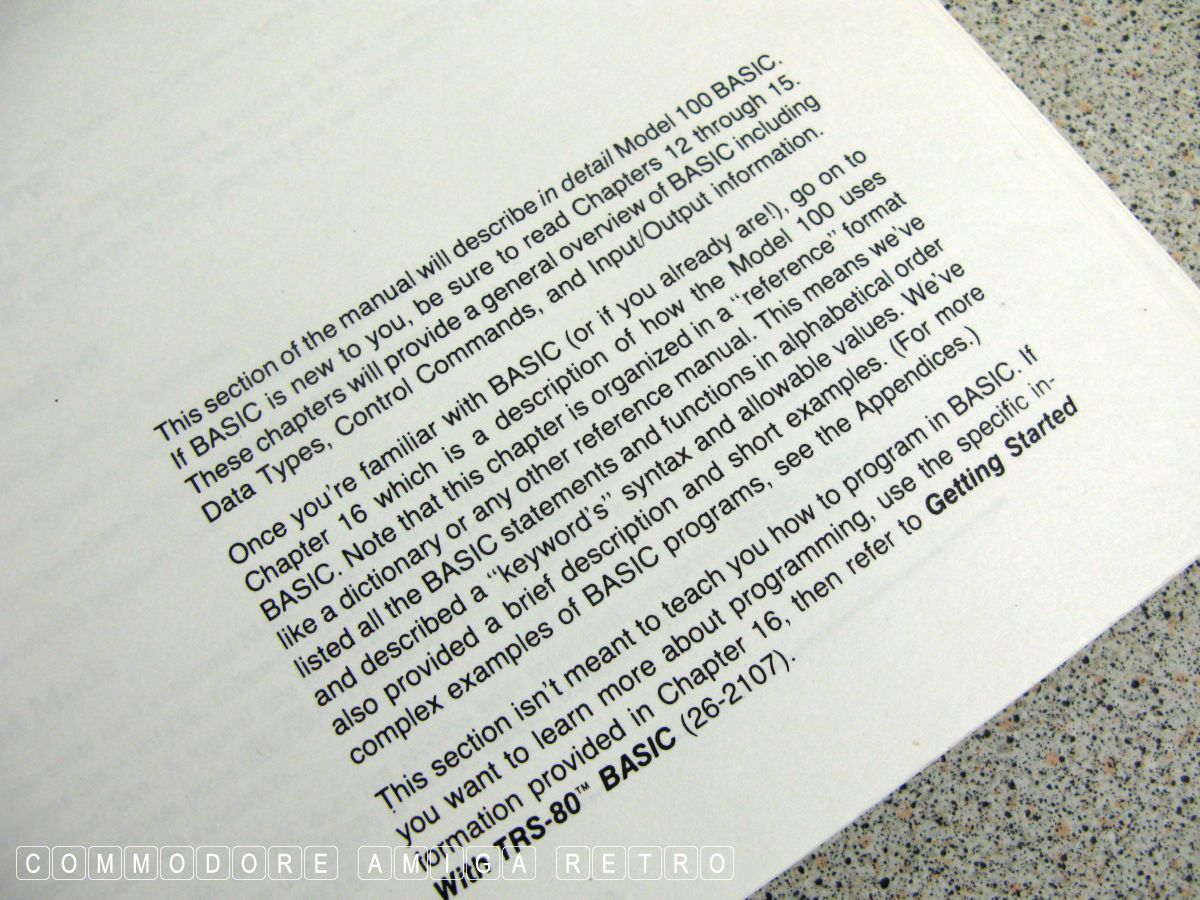 This section of the manual will describe in detail Model 100 BASIC.
If BASIC is new to you, be sure to read Chapters 12 through 15.
These chapters will provide a general overview of BASIC including
Data Types, Control Commands, and Input/Output information.
Once you're familiar with BASIC (or if you already are!), go on to
Chapter 16 which is a description of how the Model 100 uses
BASIC. Note that this chapter is organized in a "reference" format
like a dictionary or any other reference manual. This means we've
listed all the BASIC statements and functions in alphabetical order
and described a "keyword's" syntax and allowable values. We've
also provided a brief description and short examples. (For more
complex examples of BASIC programs, see the Appendices.)
This section isn't meant to teach you how to program in BASIC. If
you want to learn more about programming, use the specific in-
formation provided in Chapter 16, then refer to Getting Started
With TRS-80™ BASIC (26-2107).
COMMODORE AMIGA RETRO